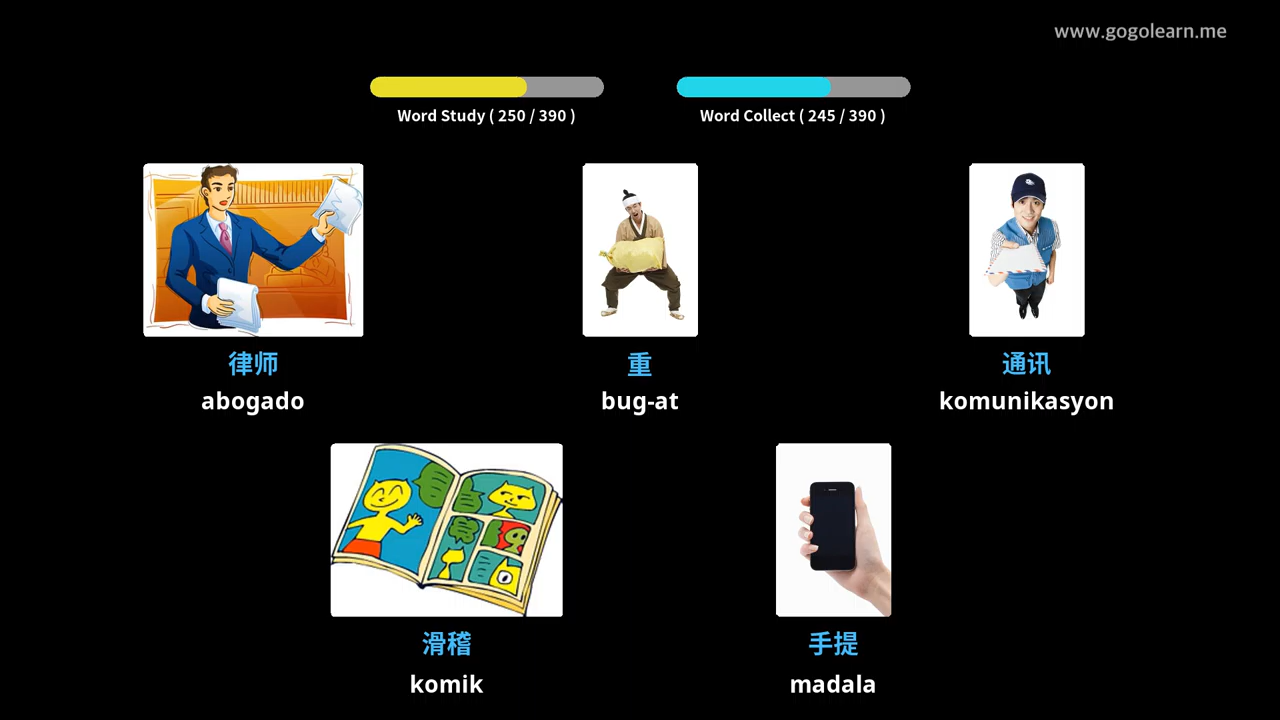 www.gogolearn.me
Word Study ( 250 / 390 )
Word Collect ( 245 / 390 )
律师
abogado
重
bug-at
通讯
komunikasyon
滑稽
komik
手提
madala